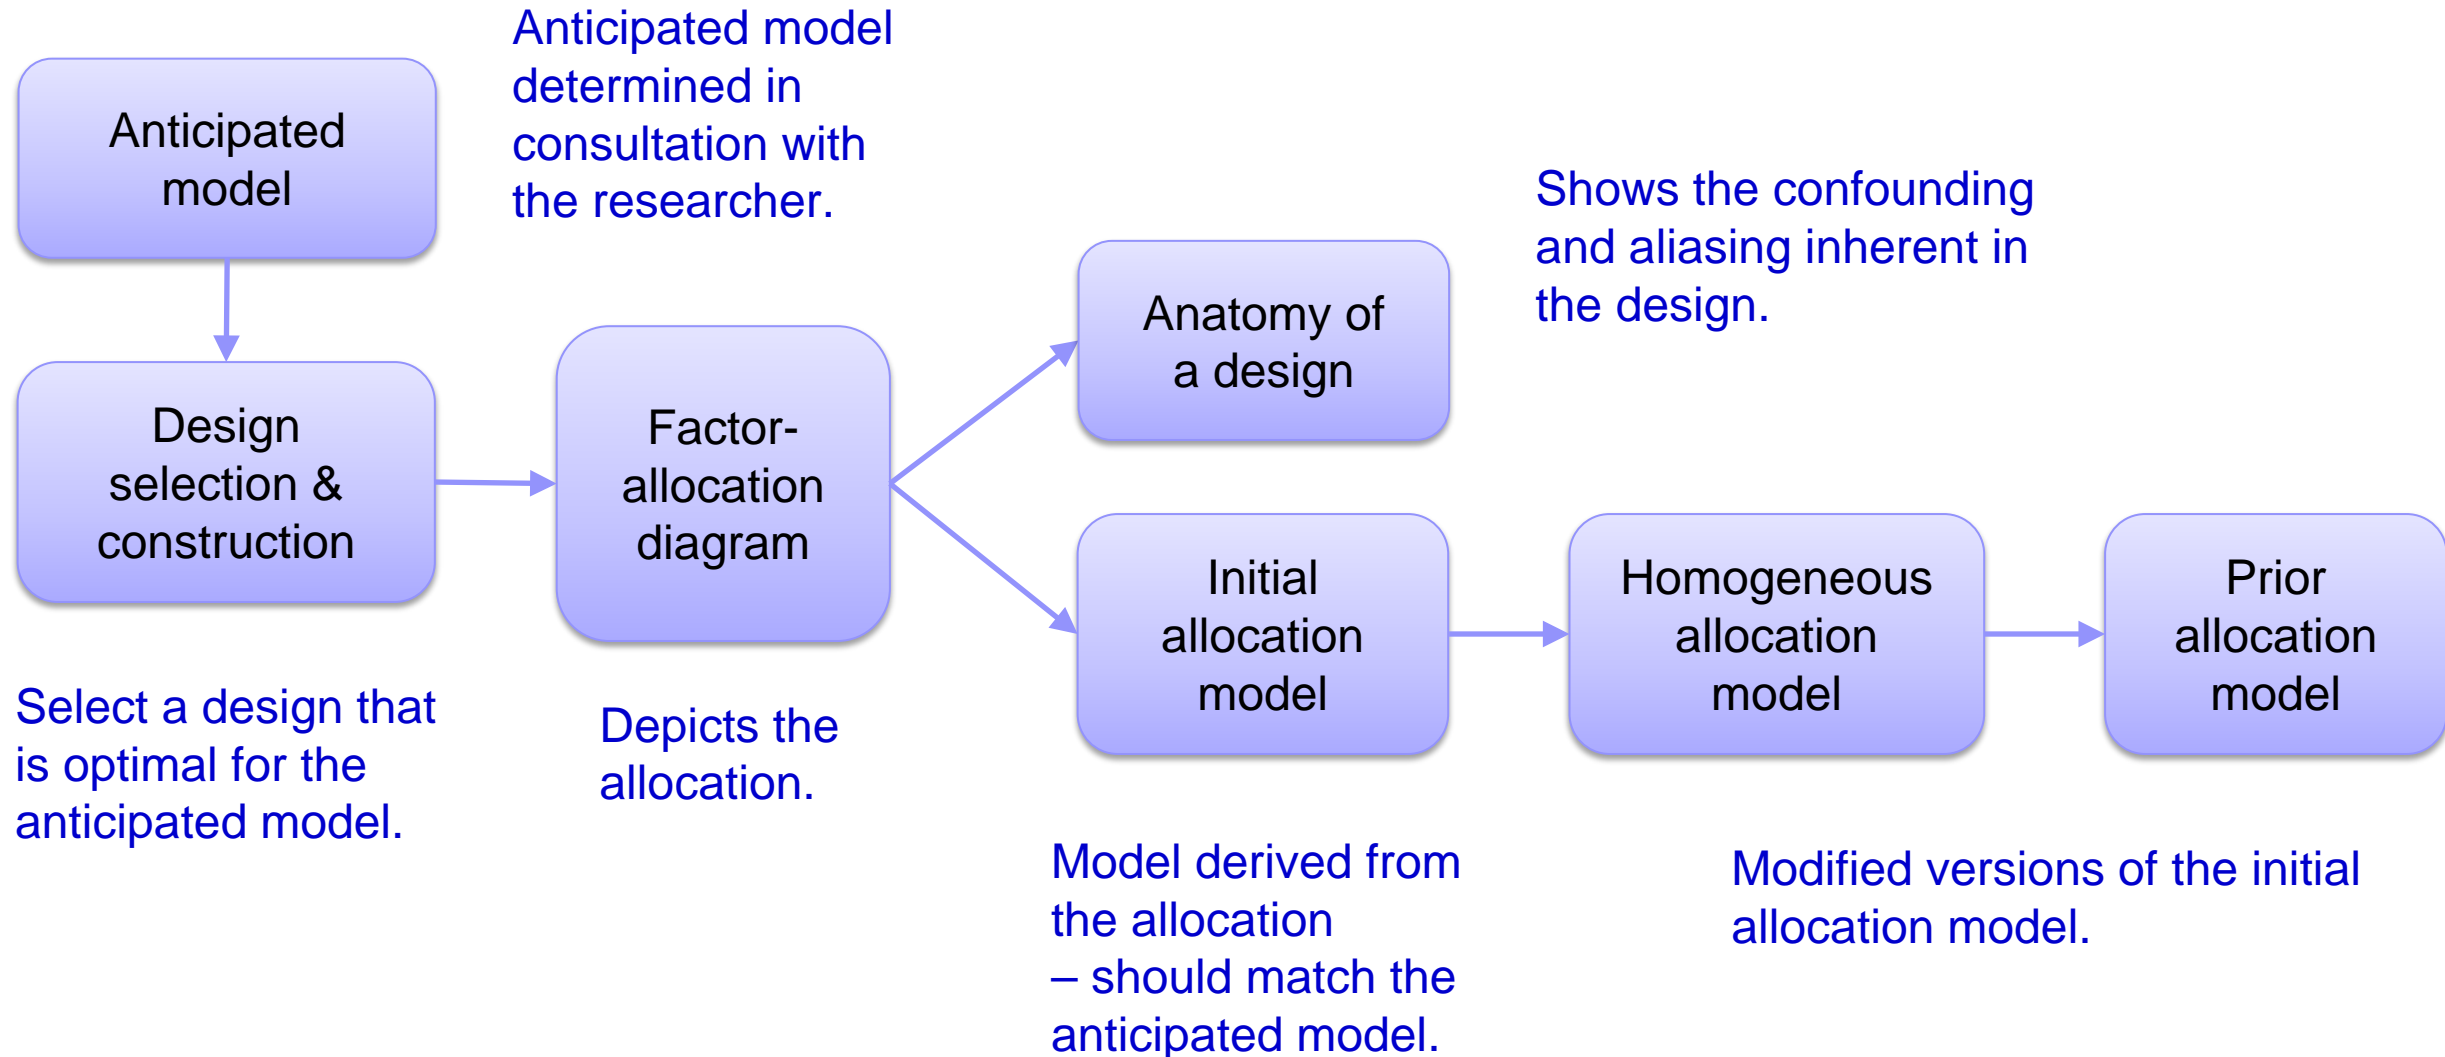 Anticipated
model
Anticipated model
determined in
consultation with
the researcher.
Design
selection &
construction
Select a design that
is optimal for the
anticipated model.
Factor-
allocation
diagram
Depicts the
allocation.
Anatomy of
a design
Shows the confounding
and aliasing inherent in
the design.
Initial
allocation
model
Model derived from
the allocation
– should match the
anticipated model.
Homogeneous
allocation
model
Prior
allocation
model
Modified versions of the initial
allocation model.